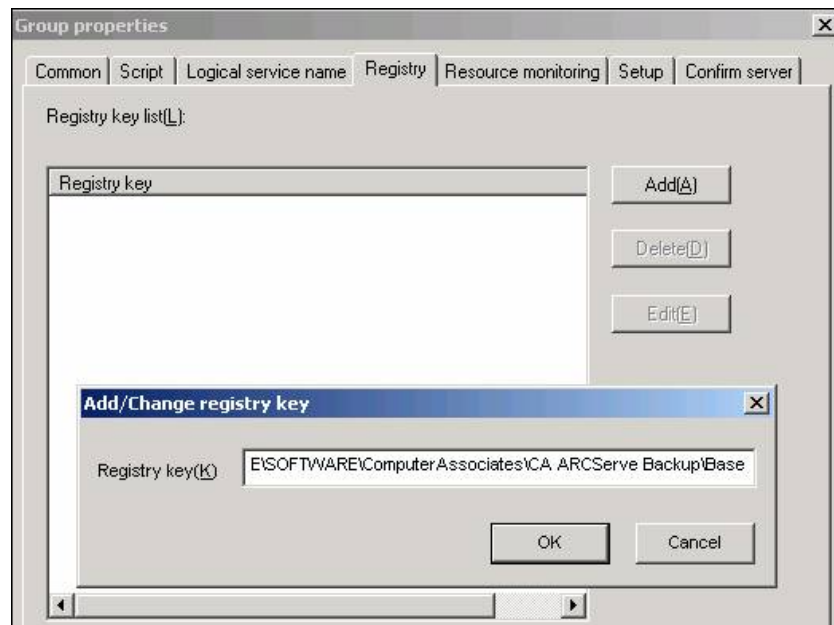 Group properties
Common Script Logical service name Registry Resource monitoring Setup Confirm server
Registry key list(L):
Registry key
Add(A)
Delete(D)
Edit(E)
Add/Change registry key
Registry key(K) E\SOFTWARE\ComputerAssociates\CA ARCServe Backup\Base
OK Cancel